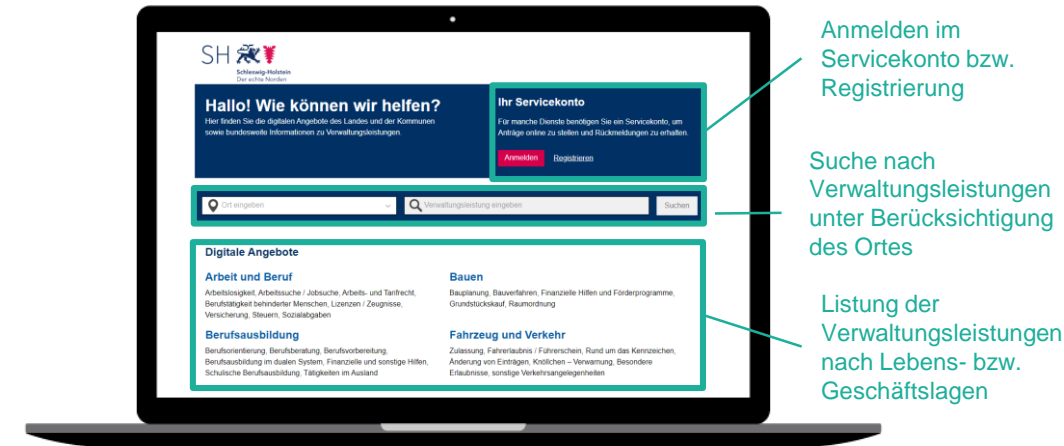 SH
Schleswig-Holstein
Der echte Norden
Hallo! Wie können wir helfen?
Hier finden Sie die digitalen Angebote des Landes und der Kommunen
sowie bundesweite Informationen zu Verwaltungsleistungen.
Ihr Servicekonto
Für manche Dienste benötigen Sie ein Servicekonto, um
Anträge online zu stellen und Rückmeldungen zu erhalten.
Anmelden Registrieren
Ort eingeben
Verwaltungsleistung eingeben
Suchen
Digitale Angebote
Arbeit und Beruf
Arbeitslosigkeit, Arbeitssuche / Jobsuche, Arbeits- und Tarifrecht,
Berufstätigkeit behinderter Menschen, Lizenzen / Zeugnisse,
Versicherung, Steuern, Sozialabgaben
Bauen
Bauplanung, Bauverfahren, Finanzielle Hilfen und Förderprogramme,
Grundstückskauf, Raumordnung
Berufsausbildung
Berufsorientierung, Berufsberatung, Berufsvorbereitung,
Berufsausbildung im dualen System, Finanzielle und sonstige Hilfen,
Schulische Berufsausbildung, Tätigkeiten im Ausland
Fahrzeug und Verkehr
Zulassung, Fahrerlaubnis / Führerschein, Rund um das Kennzeichen,
Änderung von Einträgen, Knöllchen – Verwarnung, Besondere
Erlaubnisse, sonstige Verkehrsangelegenheiten
Anmelden im
Servicekonto bzw.
Registrierung
Suche nach
Verwaltungsleistungen
unter Berücksichtigung
des Ortes
Listung der
Verwaltungsleistungen
nach Lebens- bzw.
Geschäftslagen